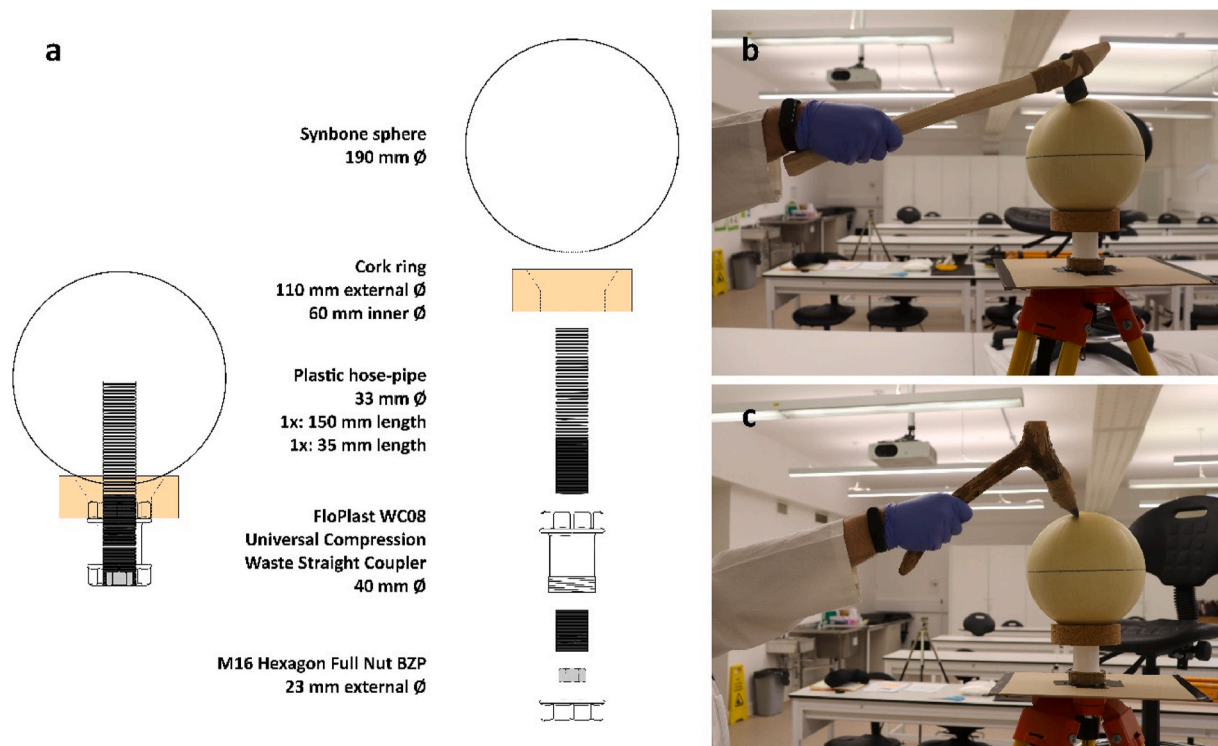 a
Synbone sphere
190 mm Ø
Cork ring
110 mm external Ø
60 mm inner Ø
Plastic hose-pipe
33 mm Ø
1x: 150 mm length
1x: 35 mm length
FloPlast WC08
Universal Compression
Waste Straight Coupler
40 mm Ø
M16 Hexagon Full Nut BZP
23 mm external Ø
b
c